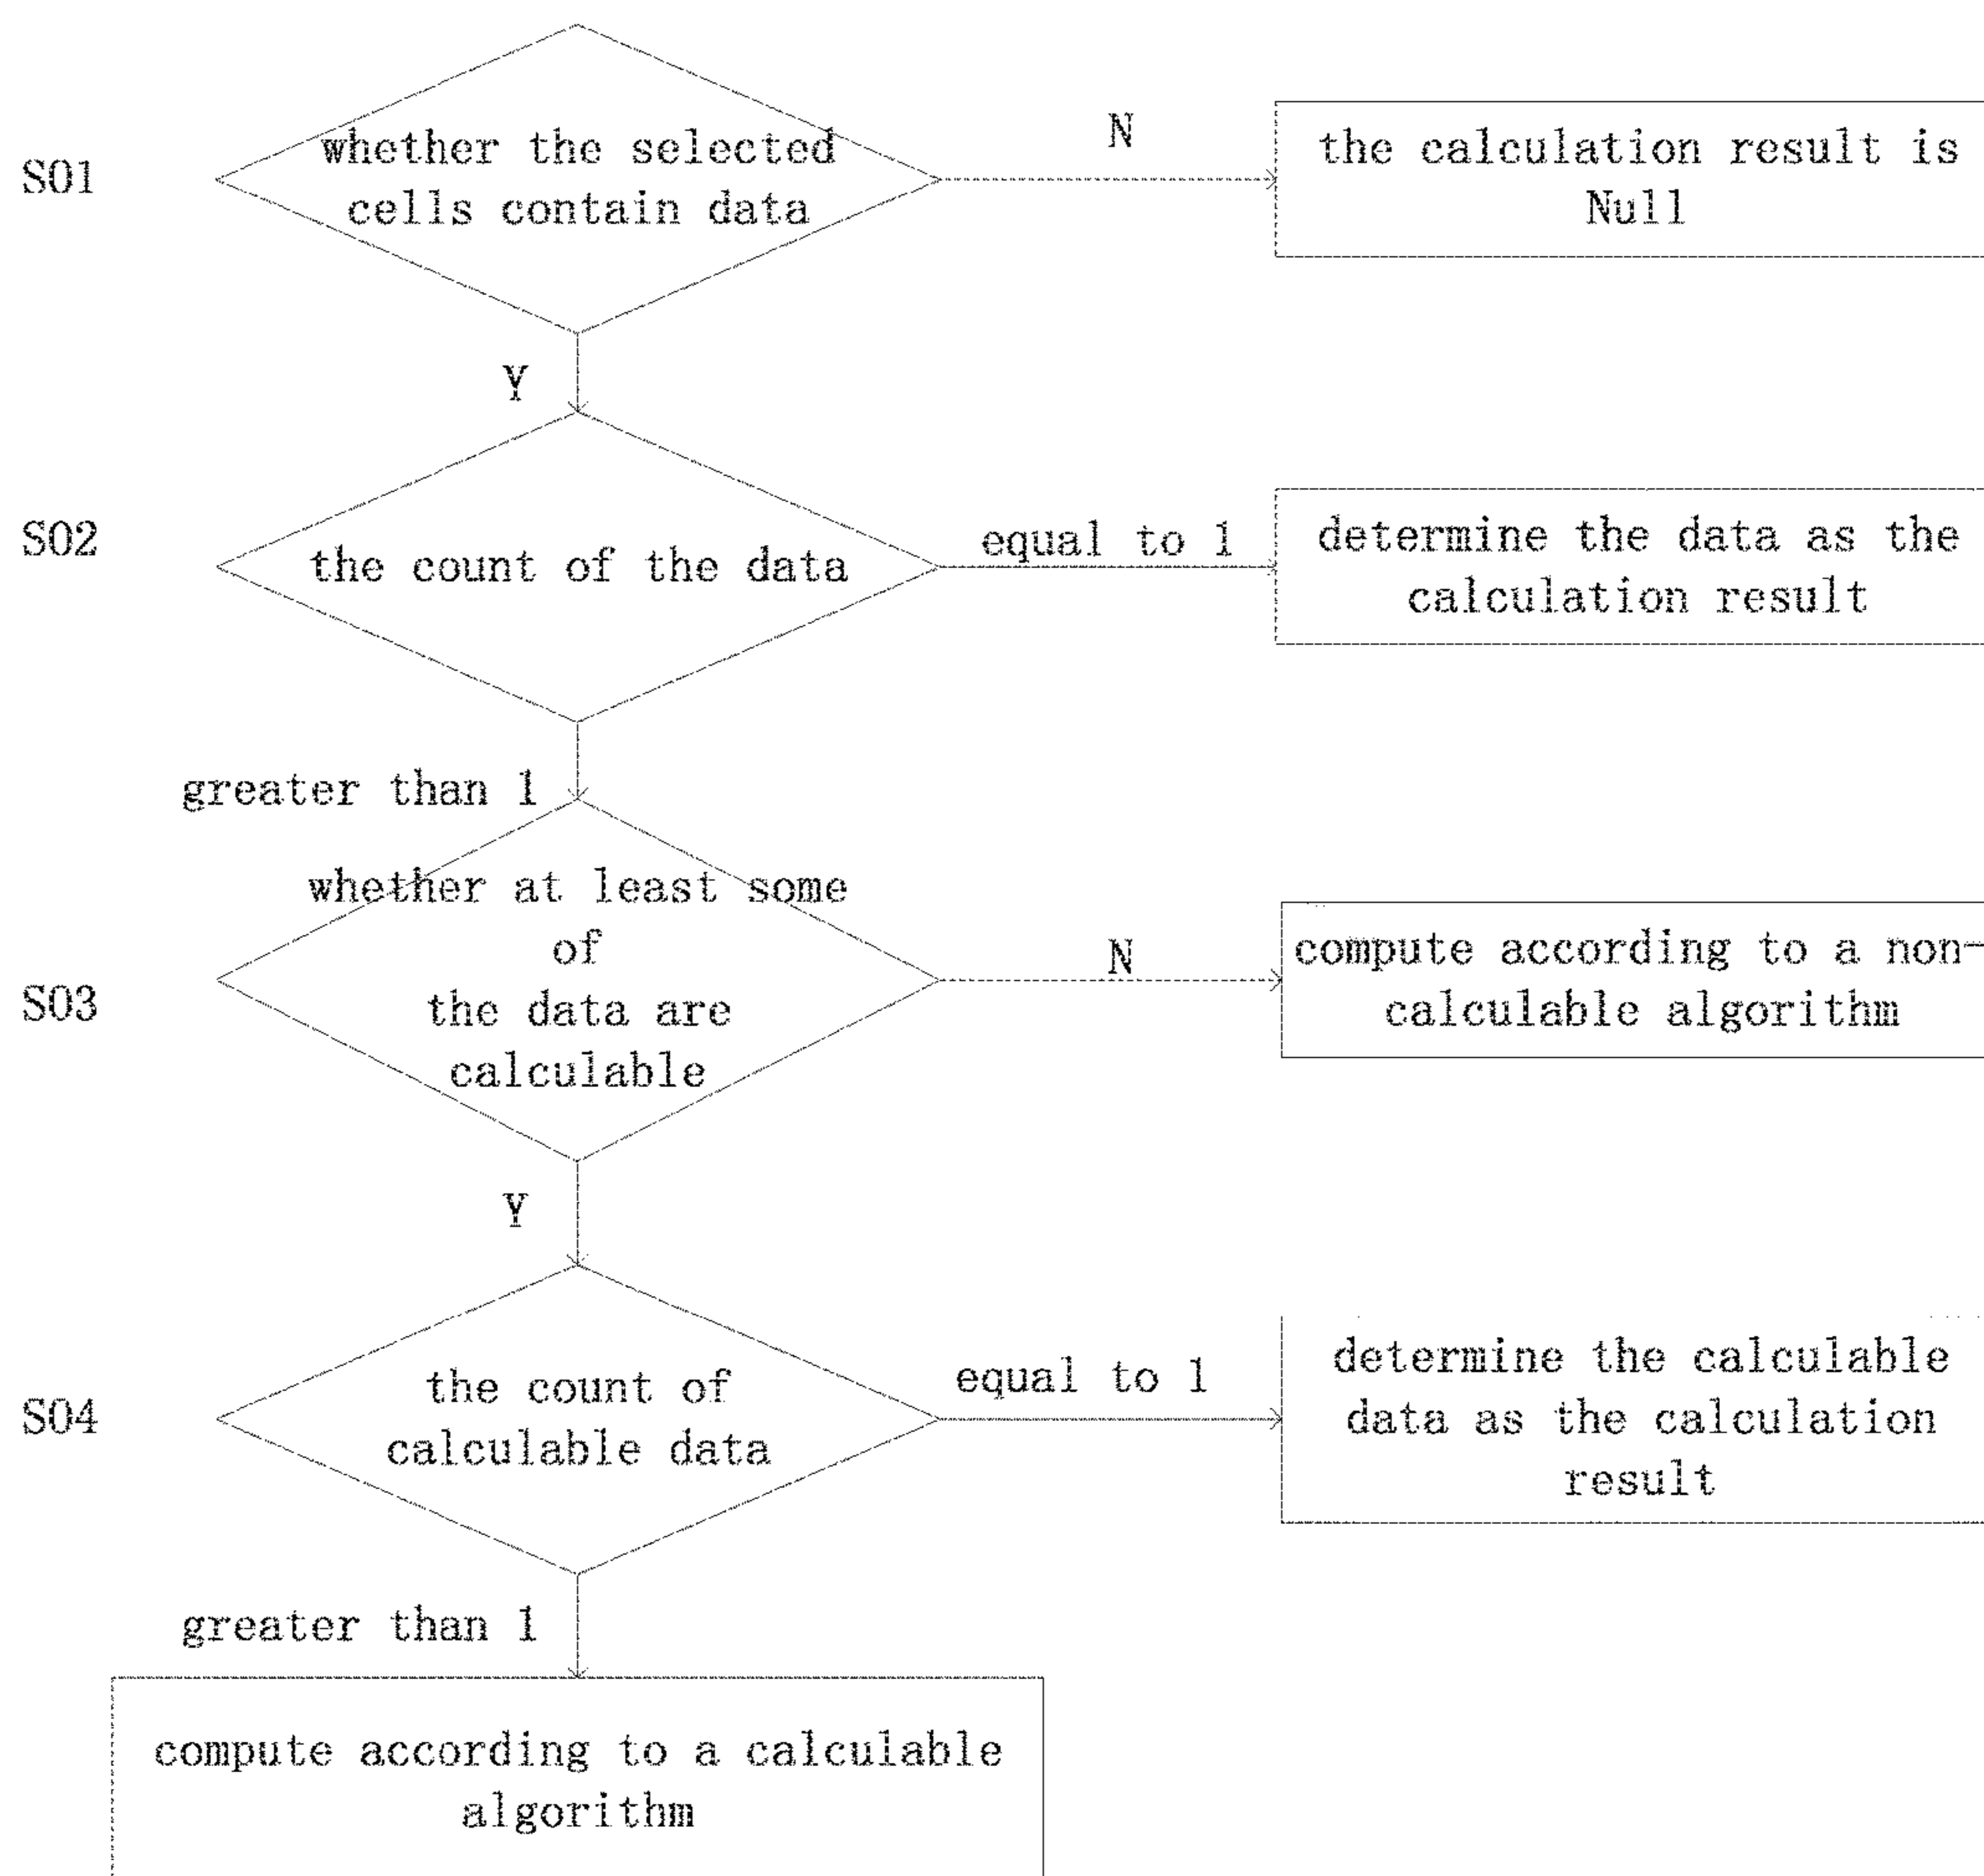 S01
whether the selected
cells contain data
N
the calculation result is
Null
Y
S02
the count of the data
equal to 1
determine the data as the
calculation result
greater than 1
S03
whether at least some
of
the data are
calculable
N
compute according to a non-
calculable algorithm
Y
S04
the count of
calculable data
equal to 1
determine the calculable
data as the calculation
result
greater than 1
compute according to a calculable
algorithm